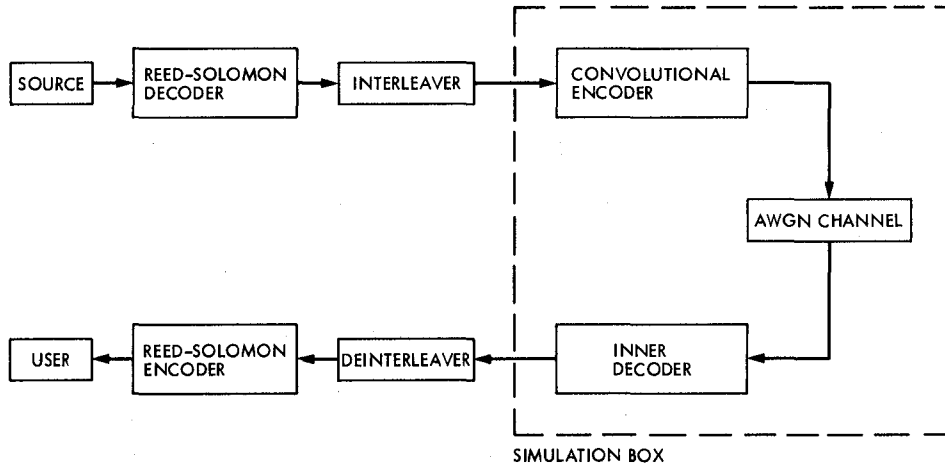 SOURCE
REED-SOLOMON
DECODER
INTERLEAVER
CONVOLUTIONAL
ENCODER
AWGN CHANNEL
USER
REED-SOLOMON
ENCODER
DEINTERLEAVER
INNER
DECODER
SIMULATION BOX